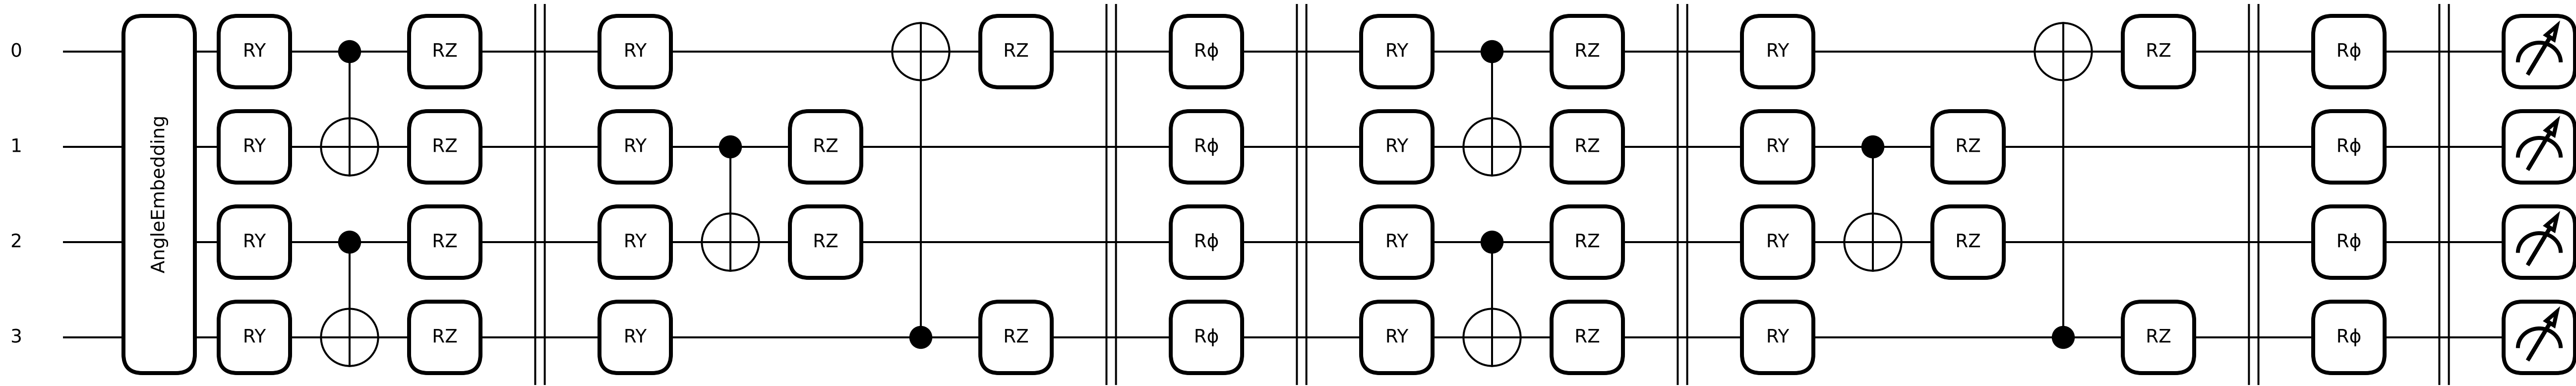 0 RY RZ RY RZ Rϕ RY RZ RY RZ Rϕ
AngleEmbedding
1 RY RZ RY RZ Rϕ RY RZ RY RZ Rϕ
2 RY RZ RY RZ Rϕ RY RZ RY RZ Rϕ
3 RY RZ RY RZ Rϕ RY RZ RY RZ Rϕ